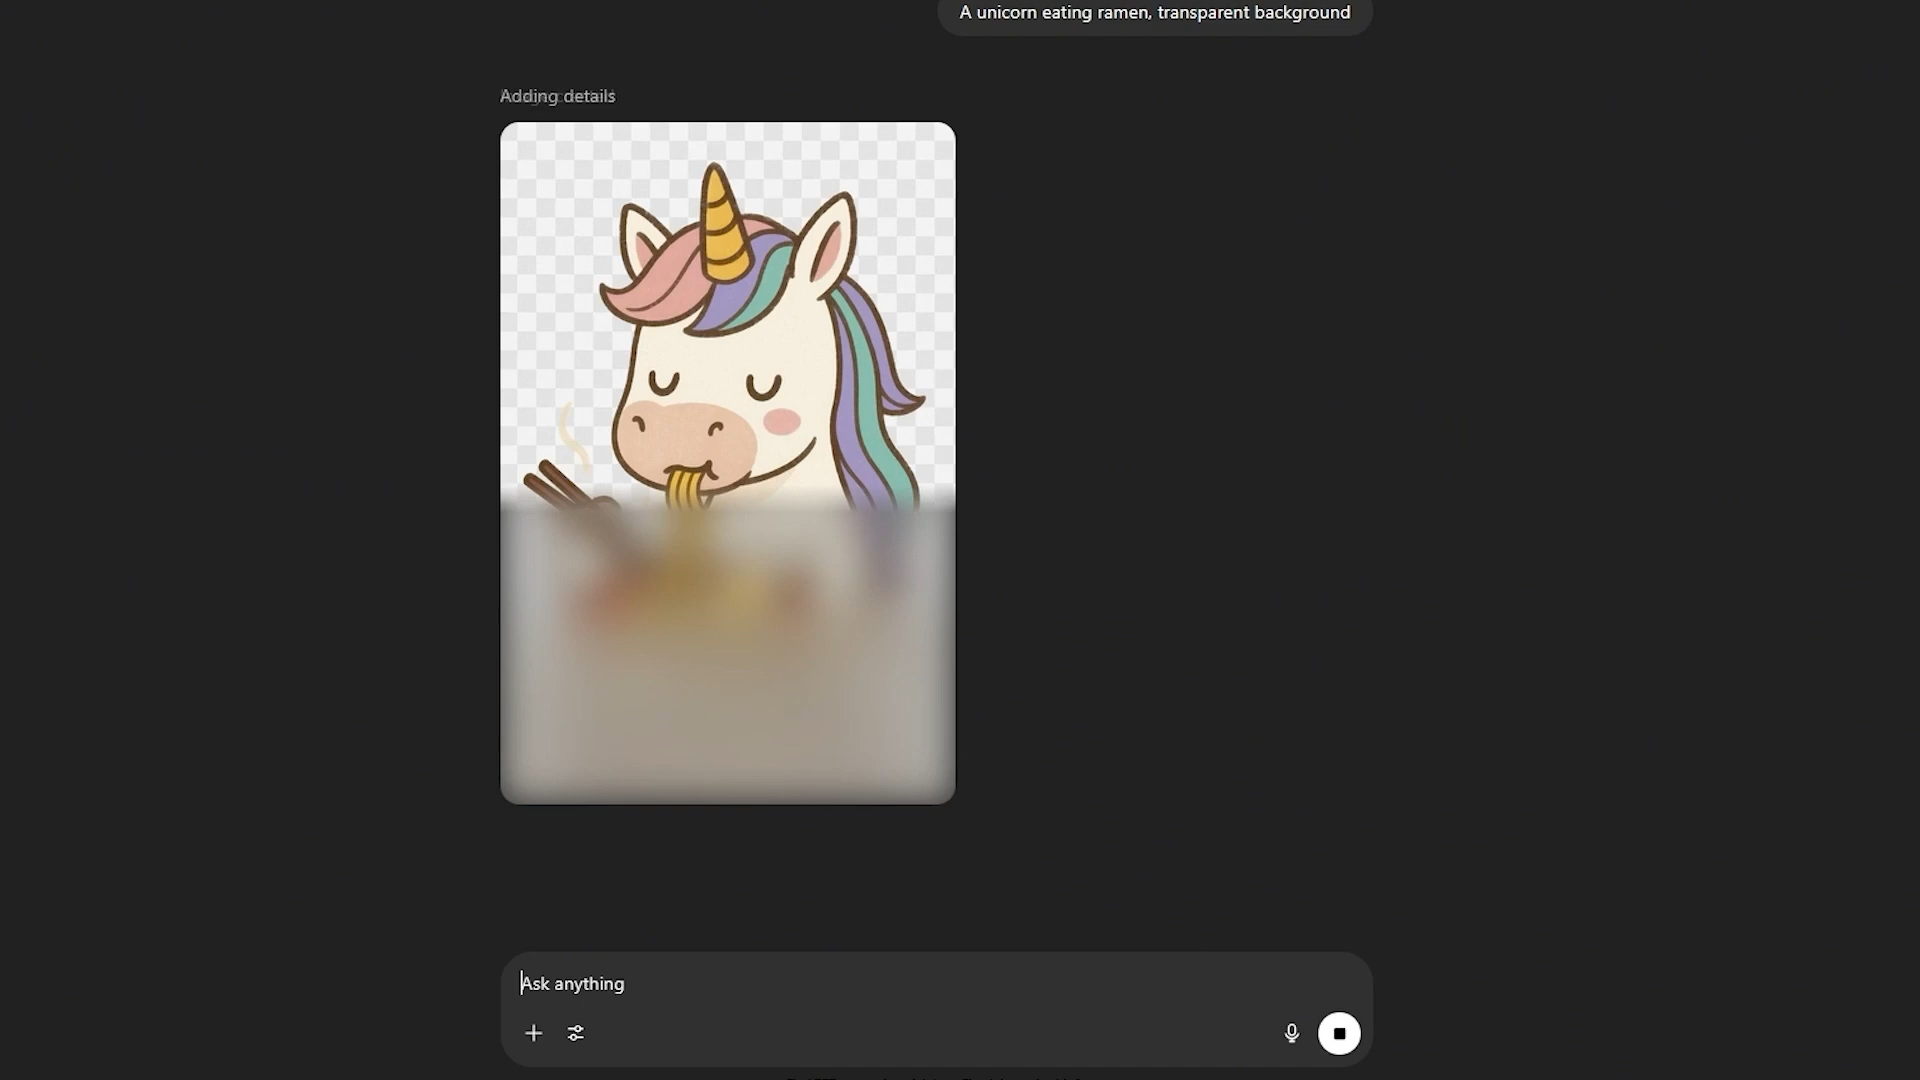 A unicorn eating ramen, transparent background
Adding details
Ask anything